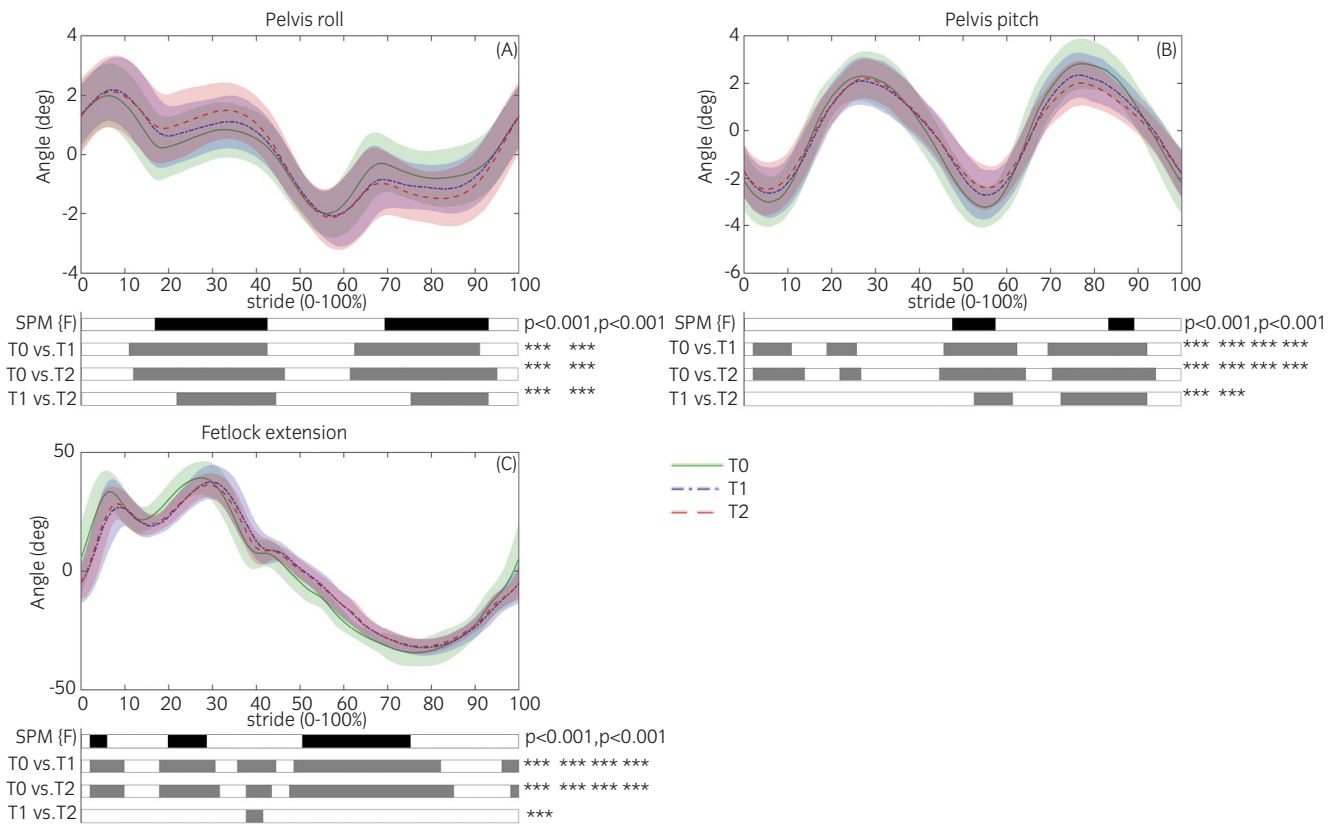 Pelvis roll
(A)
4
2
0
-2
-4
Angle (deg)
0 10 20 30 40 50 60 70 80 90 100
stride (0-100%)
SPM {F) p<0.001,p<0.001
T0 vs.T1 *** ***
T0 vs.T2 *** ***
T1 vs.T2 *** ***
Pelvis pitch
(B)
4
2
0
-2
-4
-6
Angle (deg)
0 10 20 30 40 50 60 70 80 90 100
stride (0-100%)
SPM {F) p<0.001,p<0.001
T0 vs.T1 *** *** *** ***
T0 vs.T2 *** *** *** ***
T1 vs.T2 *** ***
Fetlock extension
(C)
50
0
-50
Angle (deg)
0 10 20 30 40 50 60 70 80 90 100
stride (0-100%)
SPM {F) p<0.001,p<0.001
T0 vs.T1 *** *** *** ***
T0 vs.T2 *** *** *** ***
T1 vs.T2 ***
T0
T1
T2